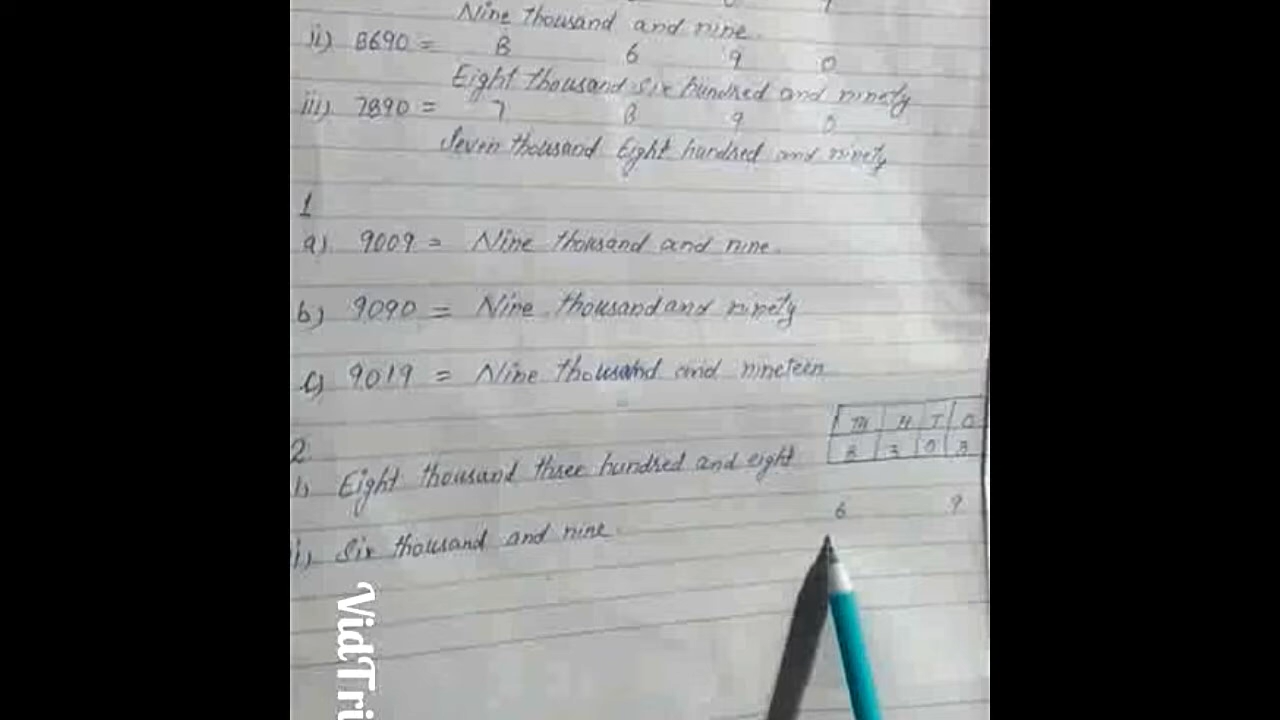 Nine thousand and nine.
ii) 8690 = 8 6 9 0
Eight thousand six hundred and ninety
iii) 7890 = 7 8 9 0
Seven thousand Eight hundred and ninety
1
a) 9009 = Nine thousand and nine.
b) 9090 = Nine thousand and ninety
c) 9019 = Nine thousand and nineteen
TH H T O
2
8 3 0 8
i) Eight thousand three hundred and eight
6 9
i) Six thousand and nine.
VidTri